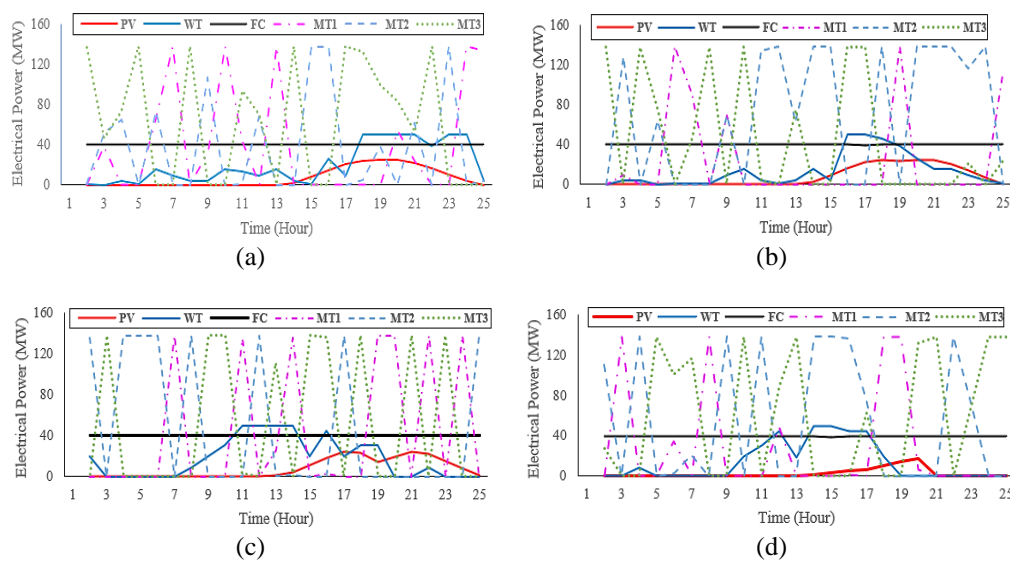 PV WT FC MT1 MT2 MT3
Electrical Power (MW)
160
120
80
40
0
1 3 5 7 9 11 13 15 17 19 21 23 25
Time (Hour)
(a)
PV WT FC MT1 MT2 MT3
Electrical Power (MW)
160
120
80
40
0
1 3 5 7 9 11 13 15 17 19 21 23 25
Time (Hour)
(b)
PV WT FC MT1 MT2 MT3
Electrical Power (MW)
160
120
80
40
0
1 3 5 7 9 11 13 15 17 19 21 23 25
Time (Hour)
(c)
PV WT FC MT1 MT2 MT3
Electrical Power (MW)
160
120
80
40
0
1 3 5 7 9 11 13 15 17 19 21 23 25
Time (Hour)
(d)